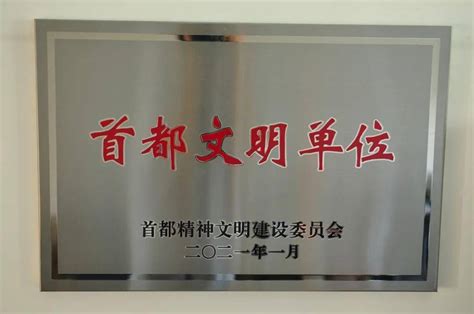 首都文明单位
首都精神文明建设委员会
二〇二一年一月